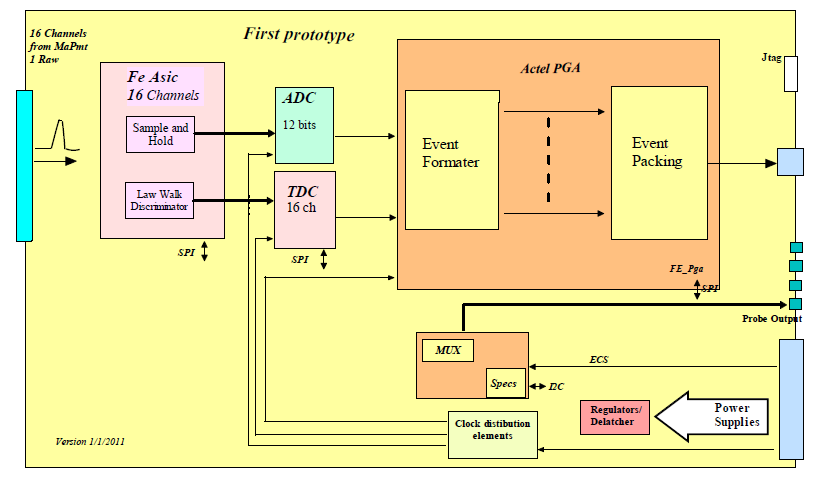 First prototype
16 Channels
from MaPmt
1 Raw
Fe Asic
16 Channels
Sample and
Hold
Law Walk
Discriminator
SPI
ADC
12 bits
TDC
16 ch
SPI
Actel PGA
Event
Formater
Event
Packing
FE_Pga
SPI
Jtag
Probe Output
MUX
Specs
ECS
I2C
Clock distibution
elements
Regulators/
Delatcher
Power
Supplies
Version 1/1/2011